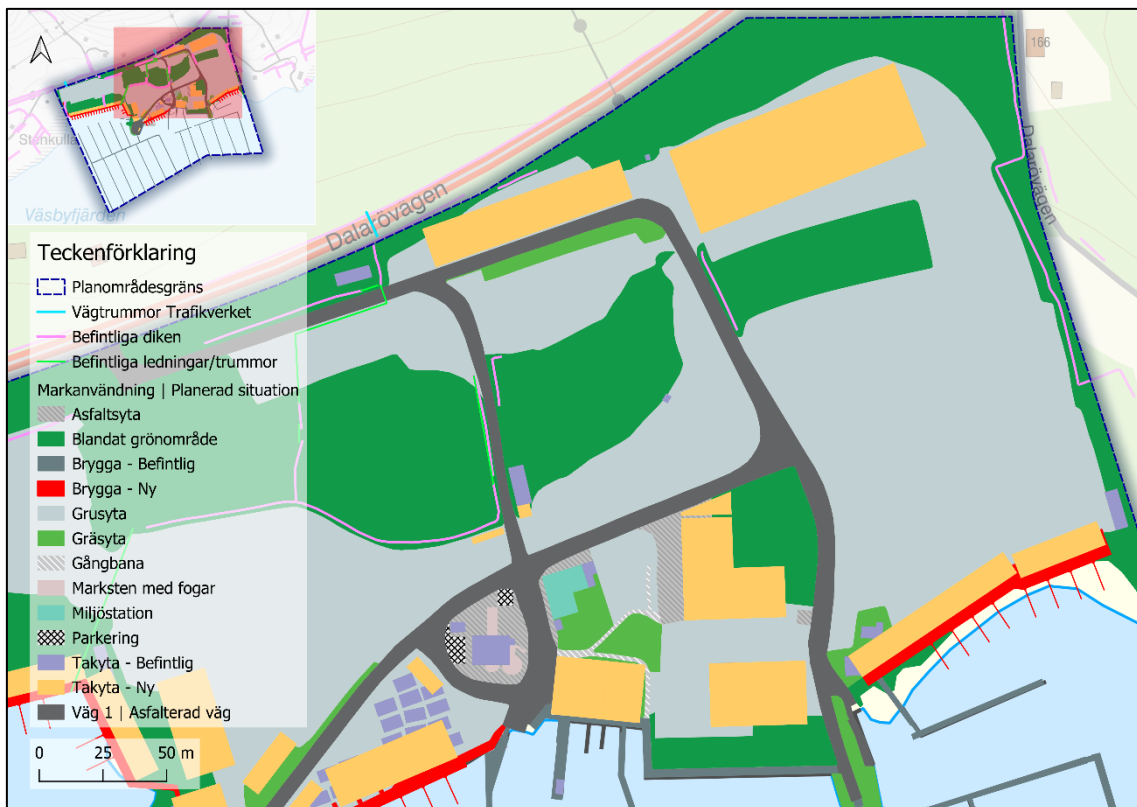 166
Stenkulla
Väsbyfjärden
Dalarövägen
Dalarövägen
Teckenförklaring
Planområdesgräns
Vägtrummor Trafikverket
Befintliga diken
Befintliga ledningar/trummor
Markanvändning | Planerad situation
Asfaltsyta
Blandat grönområde
Brygga - Befintlig
Brygga - Ny
Grusyta
Gräsyta
Gångbana
Marksten med fogar
Miljöstation
Parkering
Takyta - Befintlig
Takyta - Ny
Väg 1 | Asfalterad väg
0 25 50 m